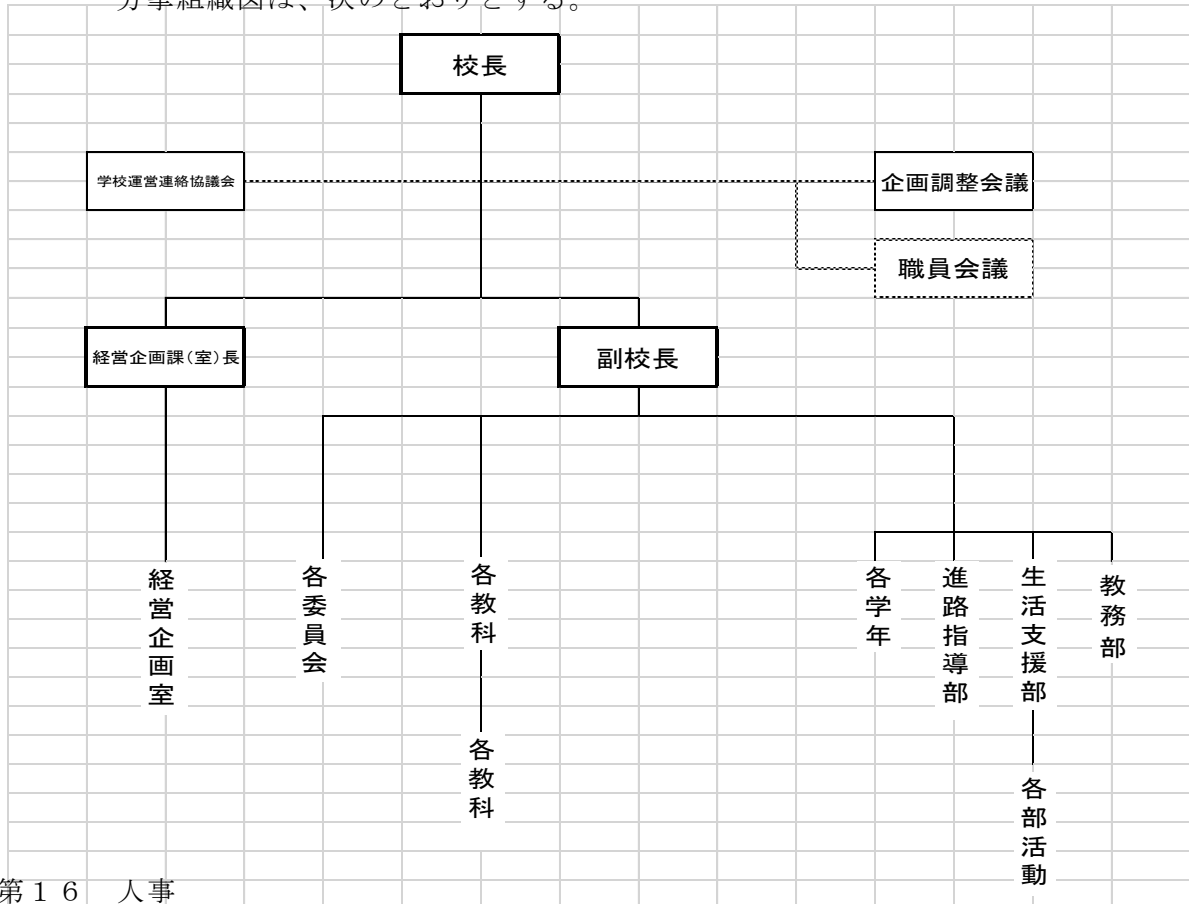 分掌組織図は、次のとおりとする。
校長
学校運営連絡協議会
企画調整会議
職員会議
経営企画課(室)長
副校長
経営企画室
各委員会
各教科
各教科
各学年
進路指導部
生活支援部
教務部
各部活動
第16 人事